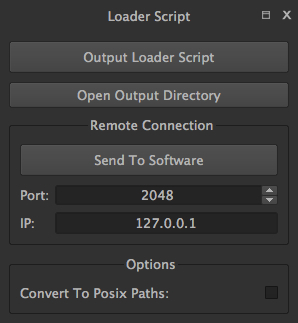 Loader Script
Output Loader Script
Open Output Directory
Remote Connection
Send To Software
Port: 2048
IP: 127.0.0.1
Options
Convert To Posix Paths: